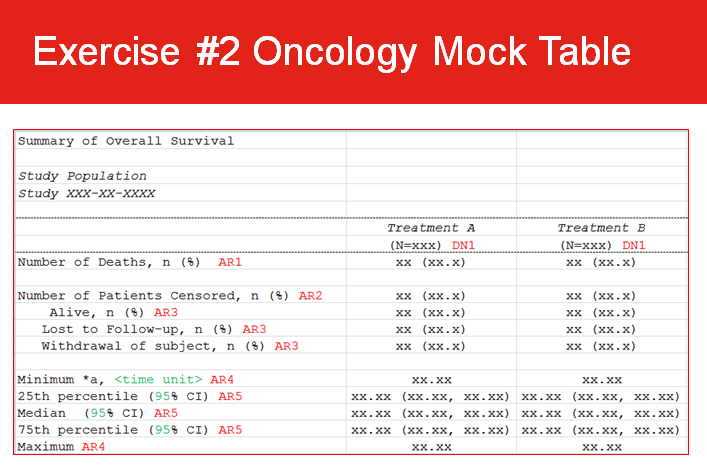 Exercise #2 Oncology Mock Table
Summary of Overall Survival
Study Population
Study XXX-XX-XXXX
Treatment A Treatment B
(N=xxx) DN1 (N=xxx) DN1
Number of Deaths, n (%) AR1 xx (xx.x) xx (xx.x)
Number of Patients Censored, n (%) AR2 xx (xx.x) xx (xx.x)
Alive, n (%) AR3 xx (xx.x) xx (xx.x)
Lost to Follow-up, n (%) AR3 xx (xx.x) xx (xx.x)
Withdrawal of subject, n (%) AR3 xx (xx.x) xx (xx.x)
Minimum *a, <time unit> AR4 xx.xx xx.xx
25th percentile (95% CI) AR5 xx.xx (xx.xx, xx.xx) xx.xx (xx.xx, xx.xx)
Median (95% CI) AR5 xx.xx (xx.xx, xx.xx) xx.xx (xx.xx, xx.xx)
75th percentile (95% CI) AR5 xx.xx (xx.xx, xx.xx) xx.xx (xx.xx, xx.xx)
Maximum AR4 xx.xx xx.xx